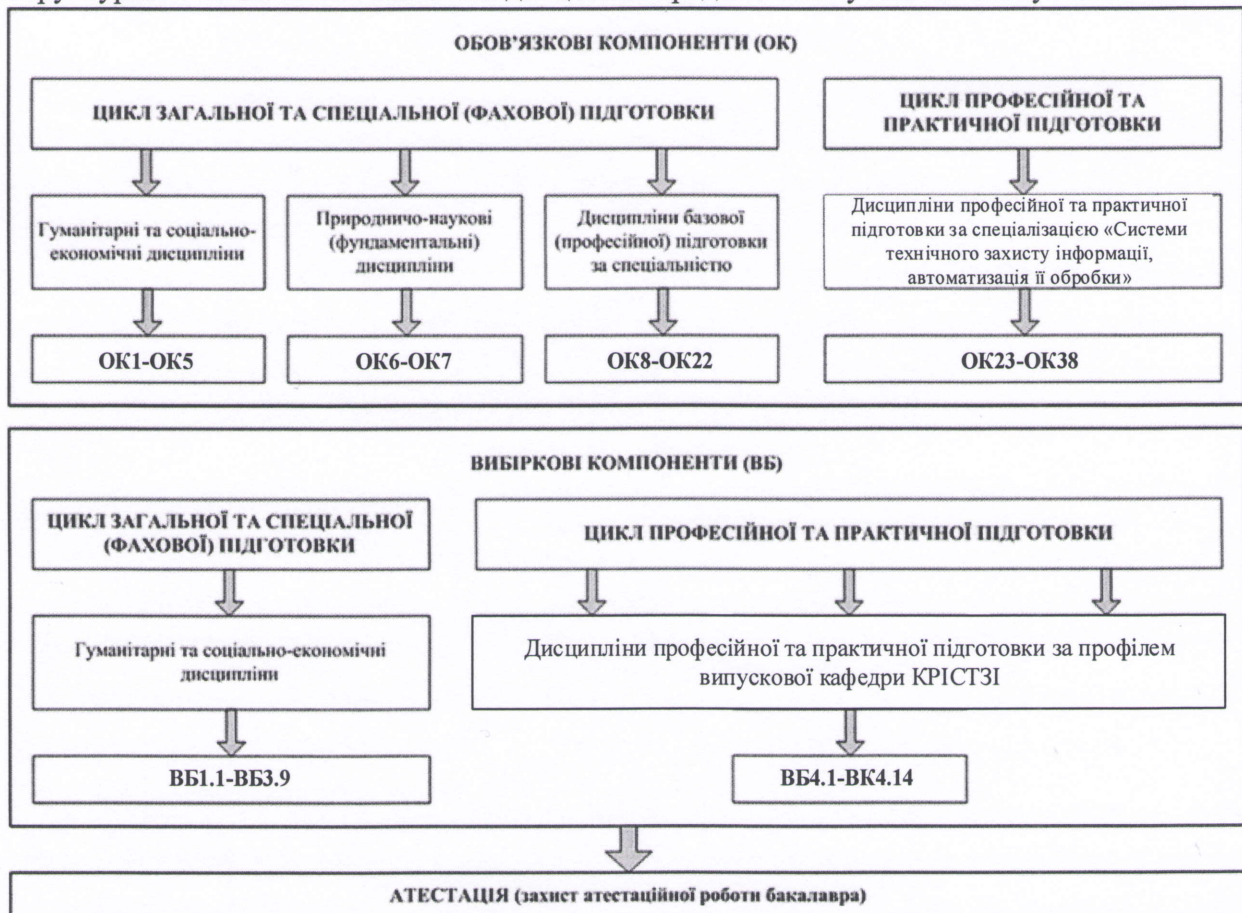 ОБОВ’ЯЗКОВІ КОМПОНЕНТИ (ОК)
ЦИКЛ ЗАГАЛЬНОЇ ТА СПЕЦІАЛЬНОЇ (ФАХОВОЇ) ПІДГОТОВКИ
Гуманітарні та соціально-
економічні дисципліни
ОК1-ОК5
Природничо-наукові
(фундаментальні)
дисципліни
ОК6-ОК7
Дисципліни базової
(професійної) підготовки
за спеціальністю
ОК8-ОК22
ЦИКЛ ПРОФЕСІЙНОЇ ТА
ПРАКТИЧНОЇ ПІДГОТОВКИ
Дисципліни професійної та практичної
підготовки за спеціалізацією «Системи
технічного захисту інформації,
автоматизація її обробки»
ОК23-ОК38
ВИБІРКОВІ КОМПОНЕНТИ (ВБ)
ЦИКЛ ЗАГАЛЬНОЇ ТА СПЕЦІАЛЬНОЇ
(ФАХОВОЇ) ПІДГОТОВКИ
Гуманітарні та соціально-економічні
дисципліни
ВБ1.1-ВБ3.9
ЦИКЛ ПРОФЕСІЙНОЇ ТА ПРАКТИЧНОЇ ПІДГОТОВКИ
Дисципліни професійної та практичної підготовки за профілем
випускової кафедри КРІСТЗІ
ВБ4.1-ВК4.14
АТЕСТАЦІЯ (захист атестаційної роботи бакалавра)